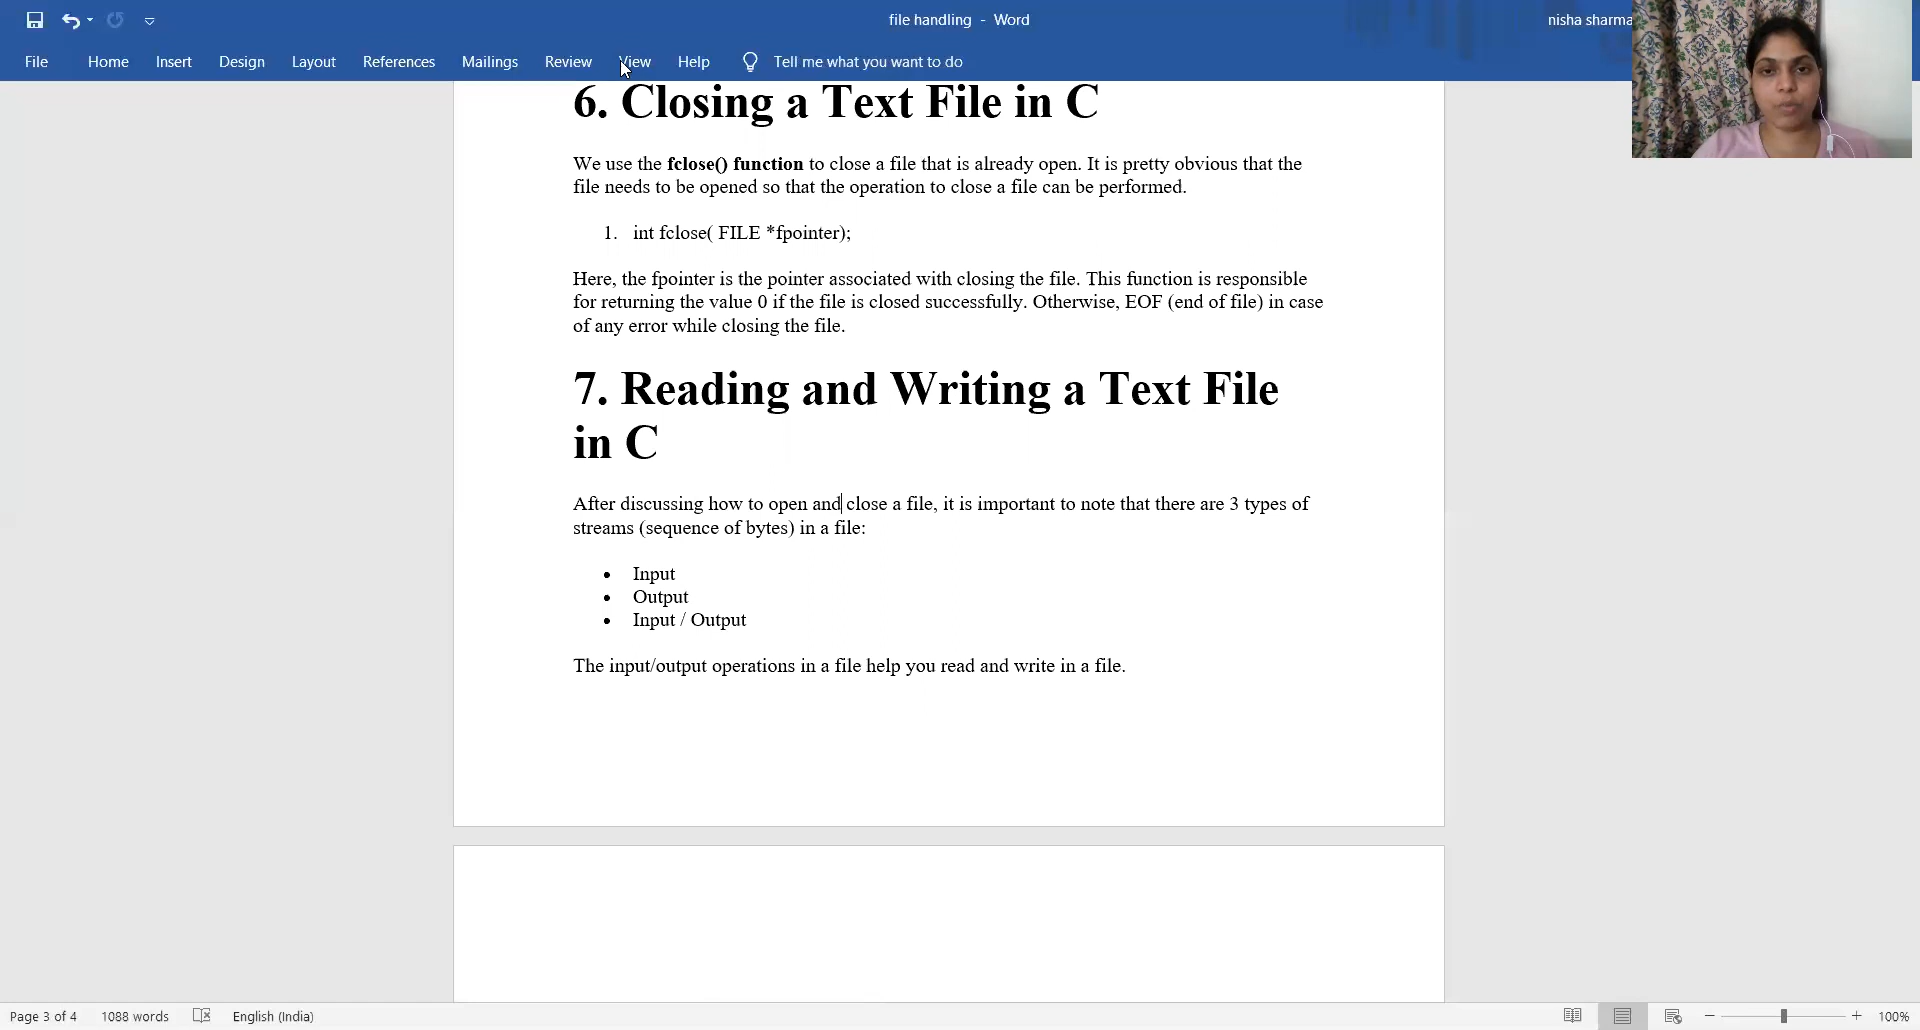 file handling - Word
nisha sharma
File Home Insert Design Layout References Mailings Review View Help Tell me what you want to do
6. Closing a Text File in C
We use the fclose() function to close a file that is already open. It is pretty obvious that the
file needs to be opened so that the operation to close a file can be performed.
1. int fclose( FILE *fpointer);
Here, the fpointer is the pointer associated with closing the file. This function is responsible
for returning the value 0 if the file is closed successfully. Otherwise, EOF (end of file) in case
of any error while closing the file.
7. Reading and Writing a Text File
in C
After discussing how to open and close a file, it is important to note that there are 3 types of
streams (sequence of bytes) in a file:
• Input
• Output
• Input / Output
The input/output operations in a file help you read and write in a file.
Page 3 of 4 1088 words English (India) 100%